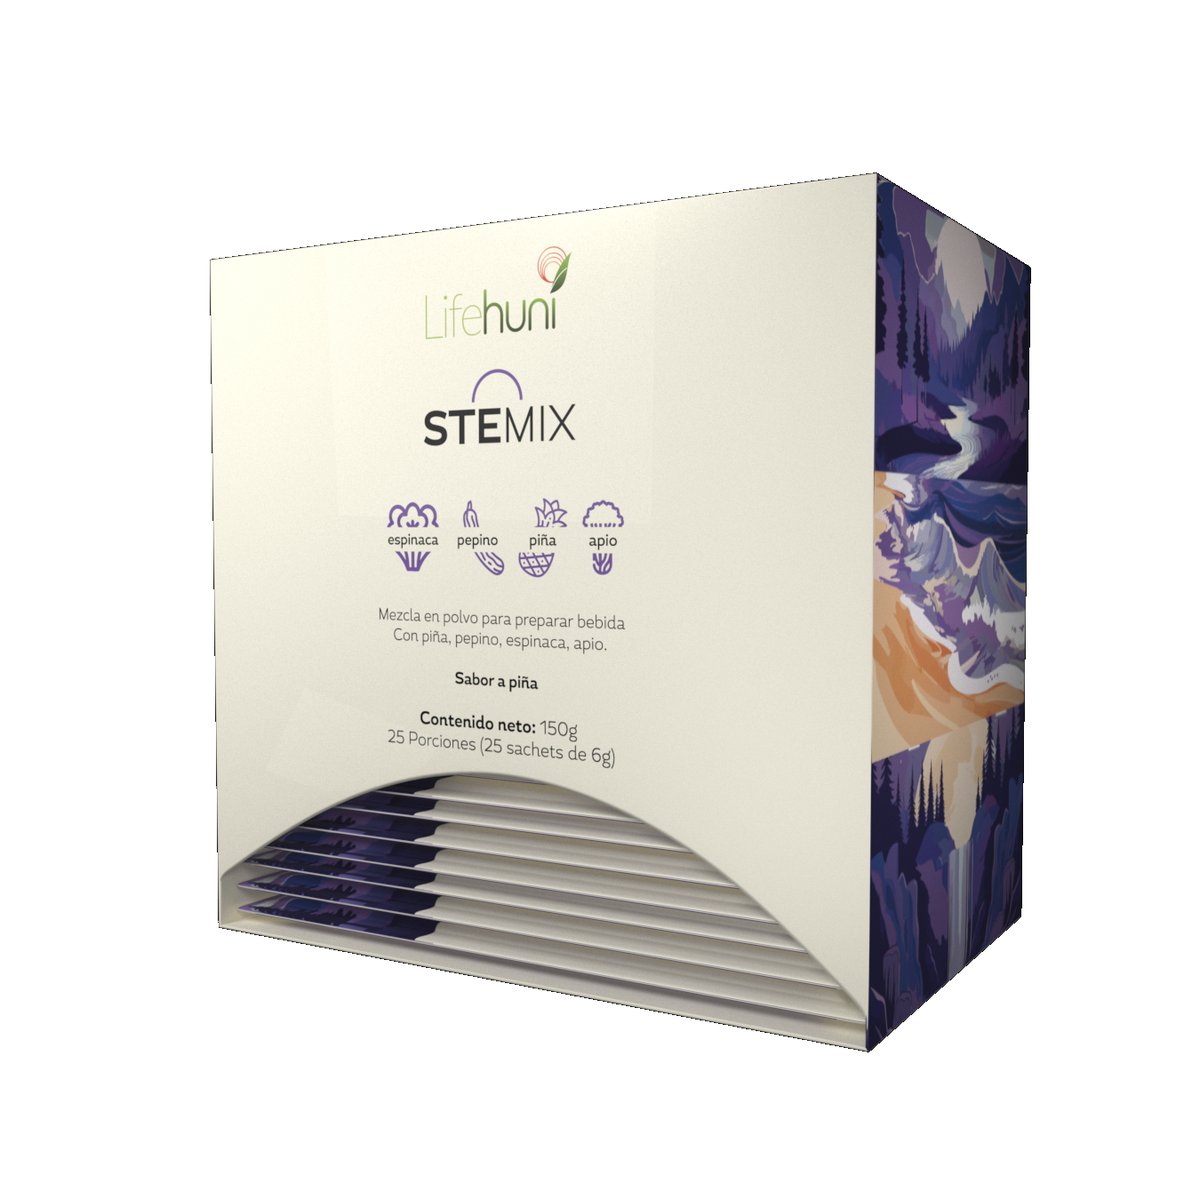 Lifehuni
STEMIX
espinaca pepino piña apio
Mezcla en polvo para preparar bebida
Con piña, pepino, espinaca, apio.
Sabor a piña
Contenido neto: 150g
25 Porciones (25 sachets de 6g)